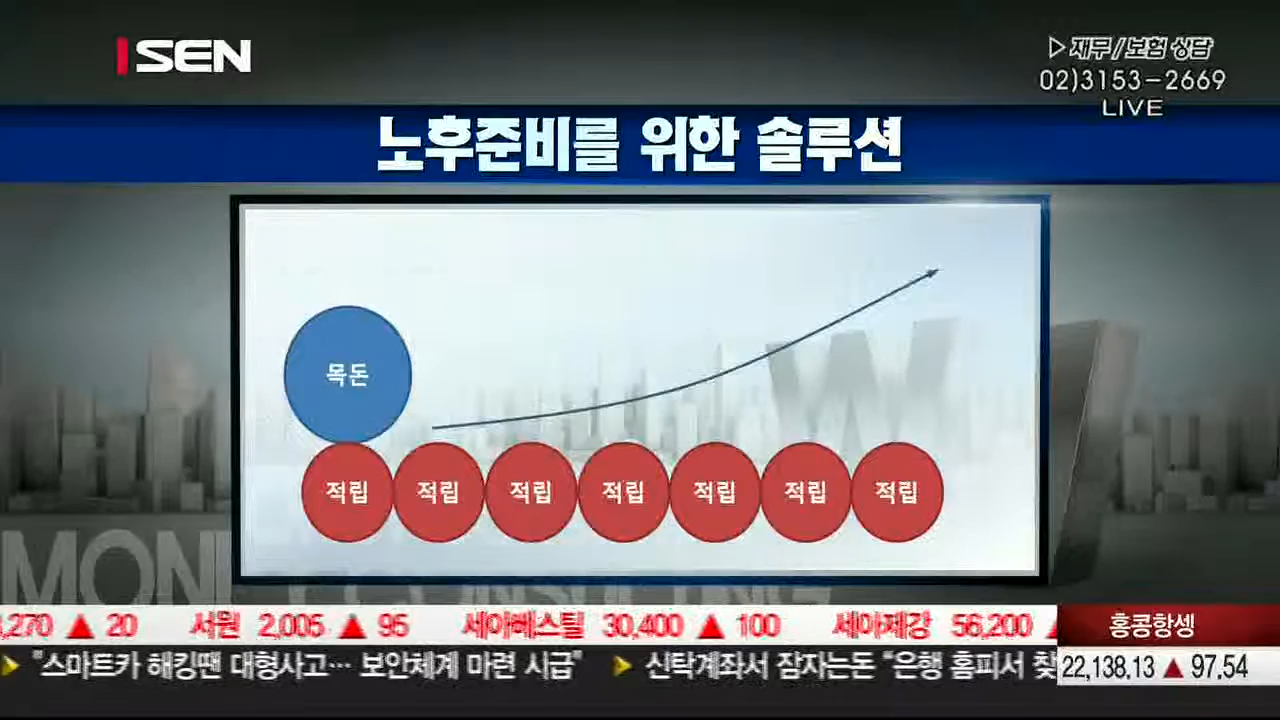 SEN
▷재무/보험 상담
02)3153-2669
LIVE
노후준비를 위한 솔루션
목돈
적립 적립 적립 적립 적립 적립 적립
,270 ▲ 20 서원 2,005 ▲ 95 세아베스틸 30,400 ▲ 100 세아제강 56,200 ▲
홍콩항셍
"스마트카 해킹땐 대형사고… 보안체계 마련 시급" 신탁계좌서 잠자는돈 "은행 홈피서 찾
22,138.13 ▲ 97.54